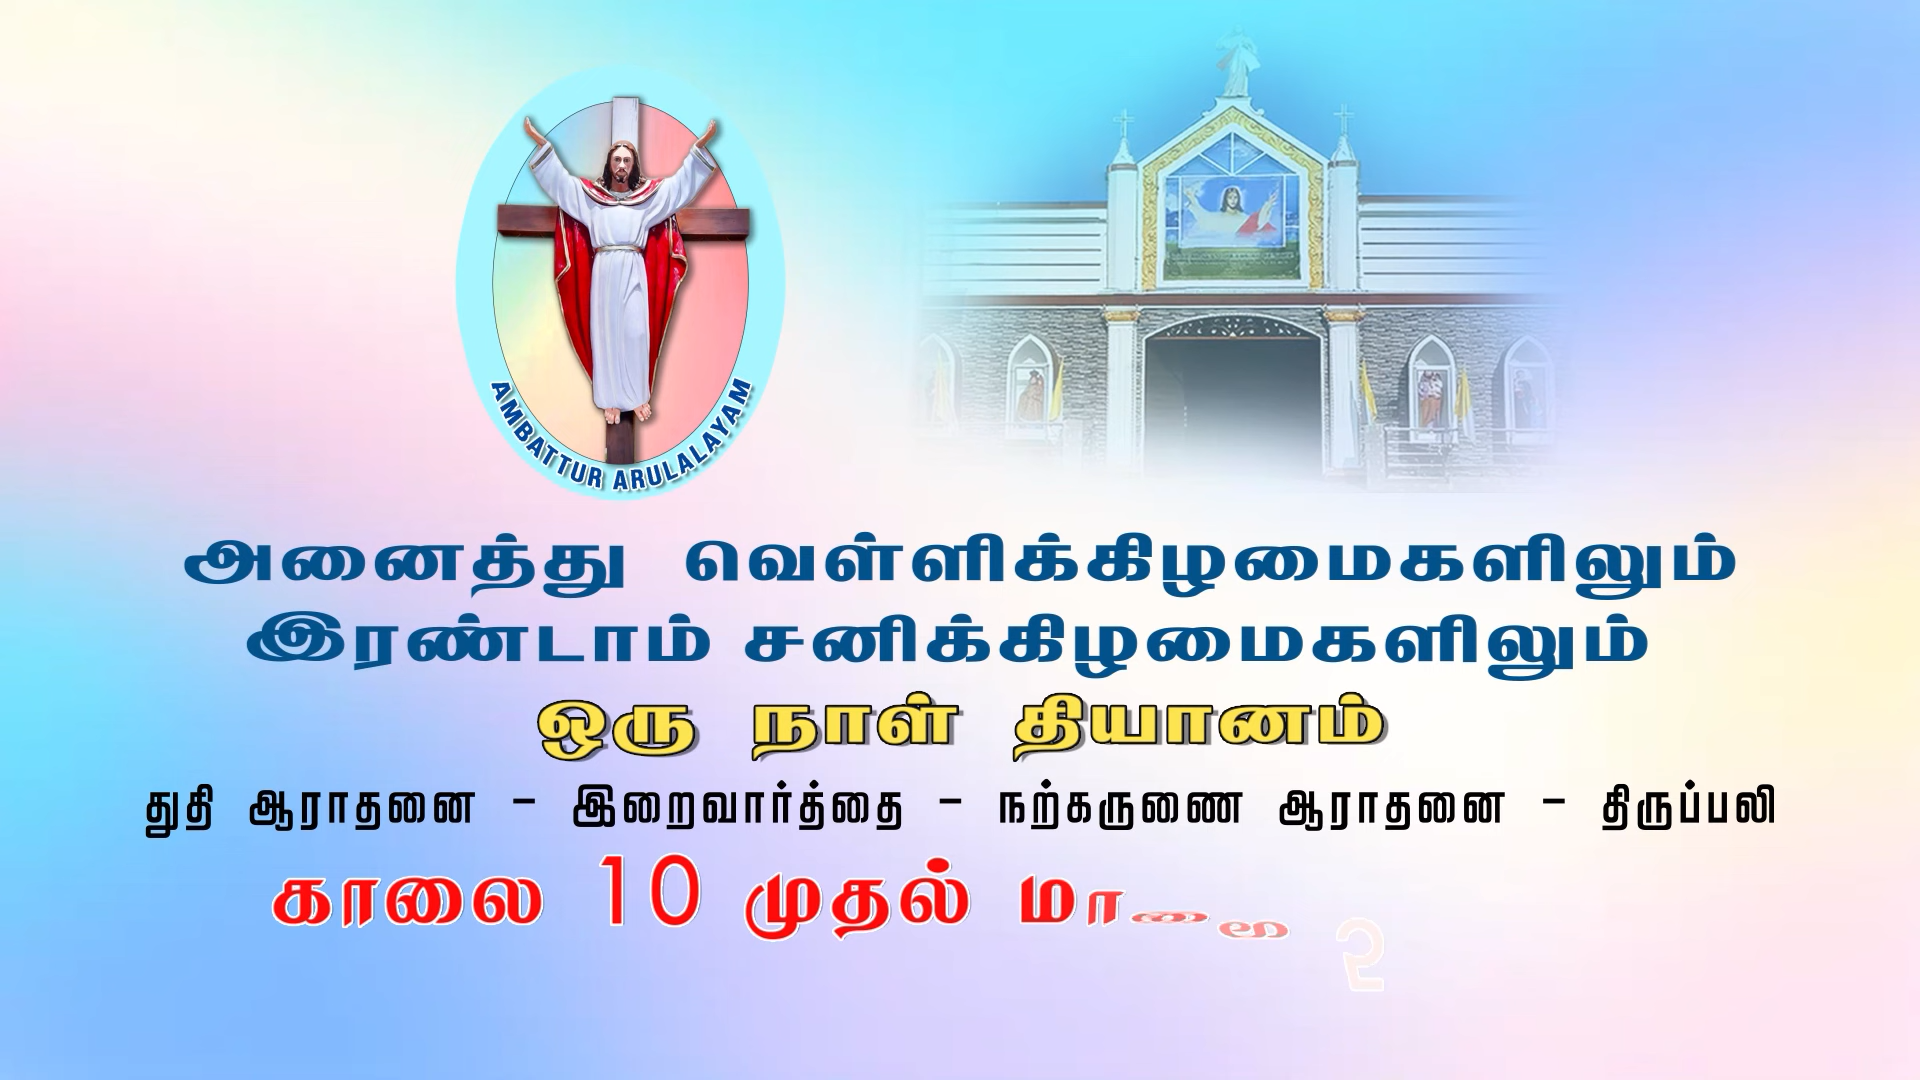 AMBATTUR ARULALAYAM
அனைத்து வெள்ளிக்கிழமைகளிலும்
இரண்டாம் சனிக்கிழமைகளிலும்
ஒரு நாள் தியானம்
துதி ஆராதனை - இறைவார்த்தை - நற்கருணை ஆராதனை - திருப்பலி
காலை 10 முதல்